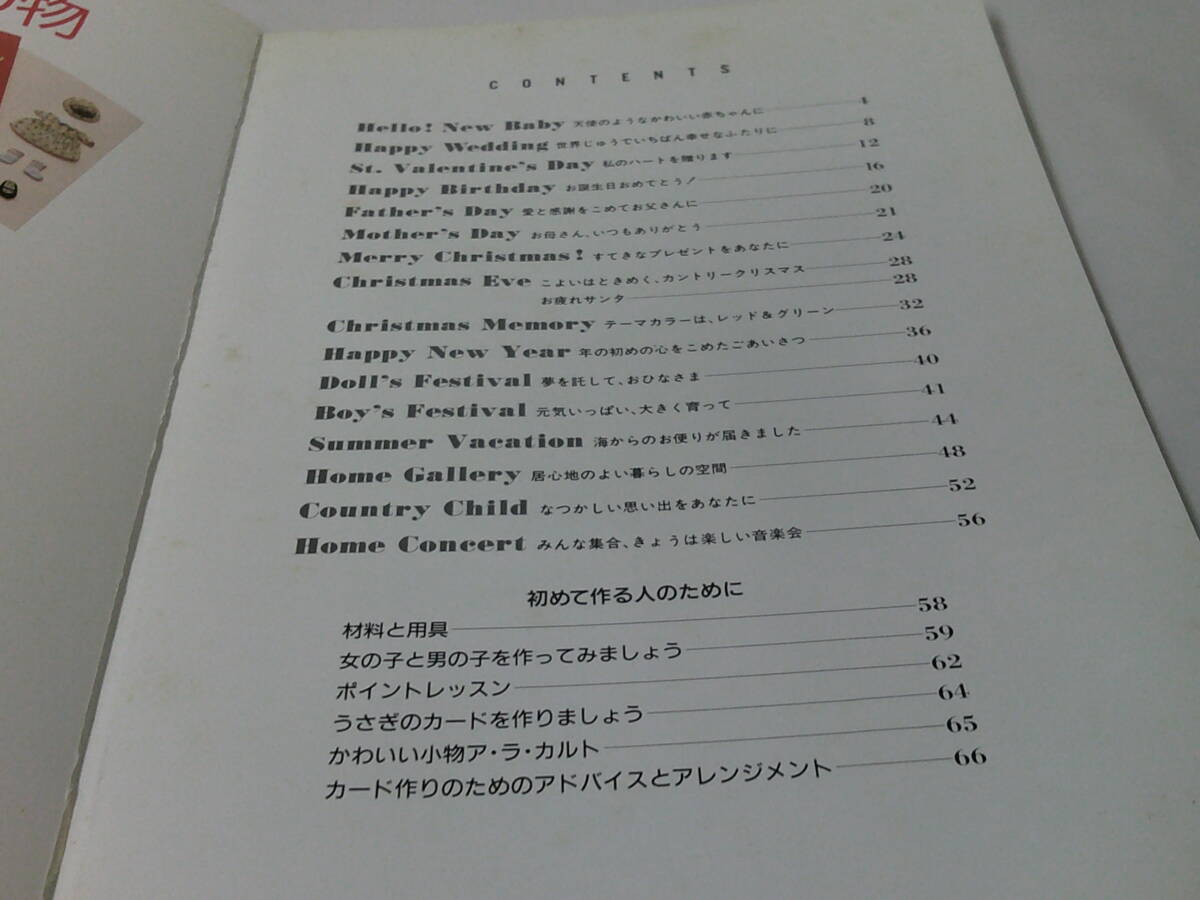 物
CONTENTS
Hello! New Baby 天使のようなかわいい赤ちゃんに 4
Happy Wedding 世界じゅうでいちばん幸せなふたりに 8
St. Valentine's Day 私のハートを贈ります 12
Happy Birthday お誕生日おめでとう! 16
Father's Day 愛と感謝をこめてお父さんに 20
Mother's Day お母さん、いつもありがとう 21
Merry Christmas! すてきなプレゼントをあなたに 24
Christmas Eve こよいはときめく、カントリークリスマス 28
お疲れサンタ 28
Christmas Memory テーマカラーは、レッド&グリーン 32
Happy New Year 年の初めの心をこめたごあいさつ 36
Doll's Festival 夢を託して、おひなさま 40
Boy's Festival 元気いっぱい、大きく育って 41
Summer Vacation 海からのお便りが届きました 44
Home Gallery 居心地のよい暮らしの空間 48
Country Child なつかしい思い出をあなたに 52
Home Concert みんな集合、きょうは楽しい音楽会 56
初めて作る人のために
材料と用具 58
女の子と男の子を作ってみましょう 59
ポイントレッスン 62
うさぎのカードを作りましょう 64
かわいい小物ア・ラ・カルト 65
カード作りのためのアドバイスとアレンジメント 66